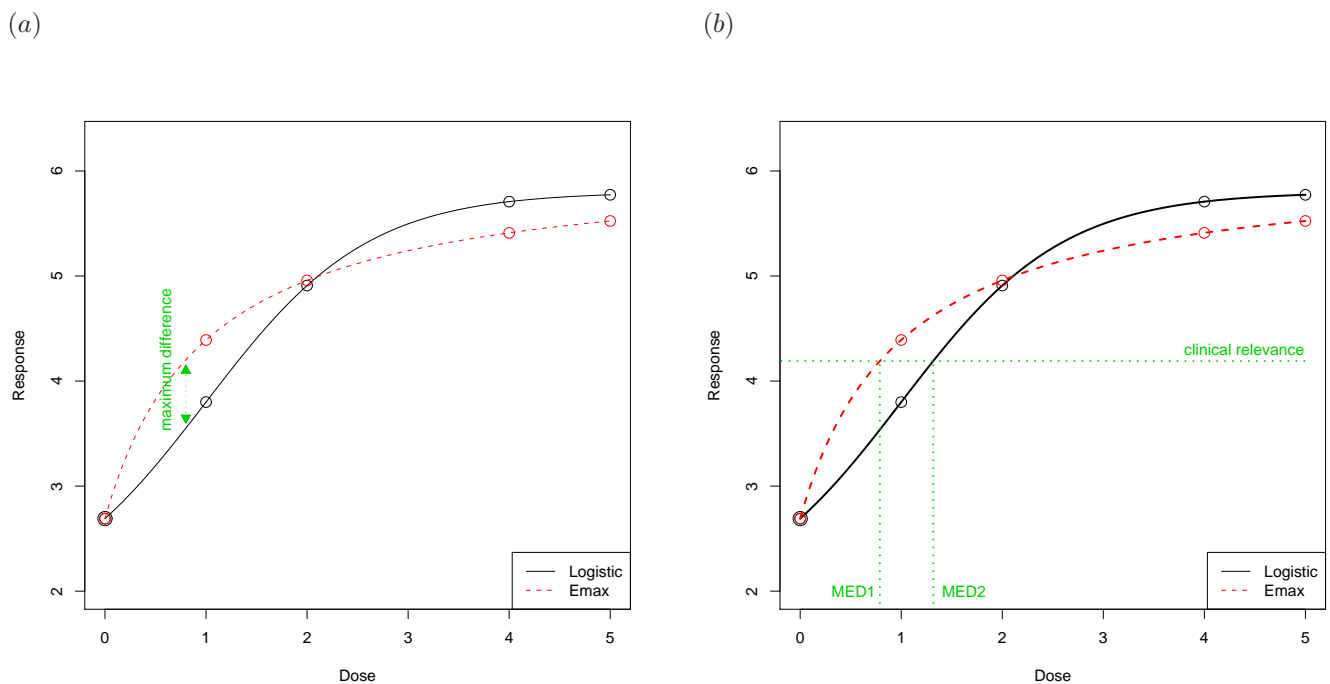 (a)
6
5
4
3
2
Response
maximum difference
Logistic
Emax
0 1 2 3 4 5
Dose
(b)
6
5
4
3
2
Response
clinical relevance
MED1 MED2
Logistic
Emax
0 1 2 3 4 5
Dose